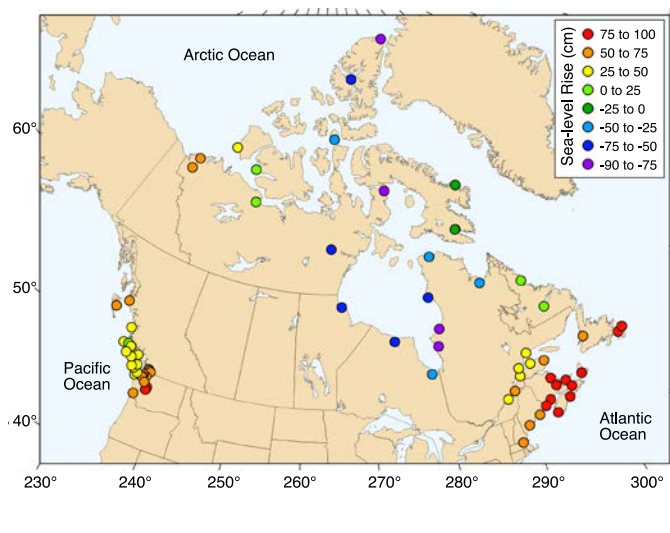 Arctic Ocean
Sea-level Rise (cm)
75 to 100
50 to 75
25 to 50
0 to 25
-25 to 0
-50 to -25
-75 to -50
-90 to -75
60°
50°
40°
Pacific
Ocean
Atlantic
Ocean
230° 240° 250° 260° 270° 280° 290° 300°